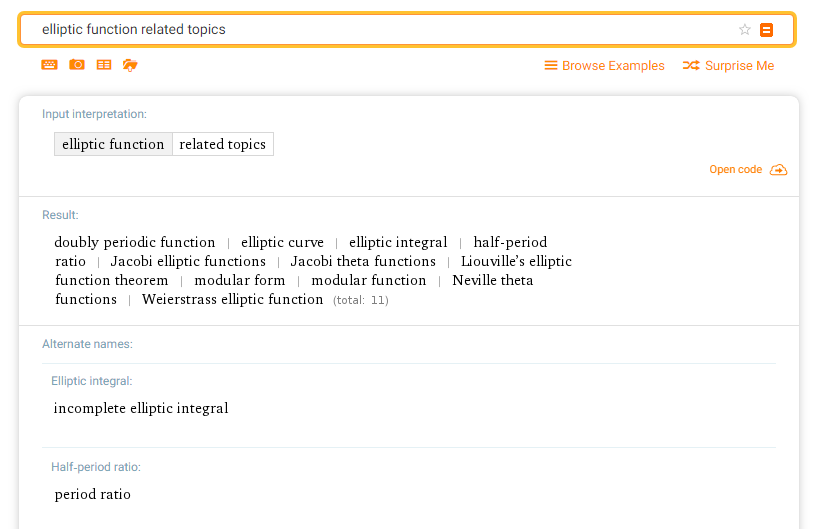 elliptic function related topics
Browse Examples Surprise Me
Input interpretation:
elliptic function related topics
Open code
Result:
doubly periodic function | elliptic curve | elliptic integral | half-period
ratio | Jacobi elliptic functions | Jacobi theta functions | Liouville's elliptic
function theorem | modular form | modular function | Neville theta
functions | Weierstrass elliptic function (total: 11)
Alternate names:
Elliptic integral:
incomplete elliptic integral
Half-period ratio:
period ratio